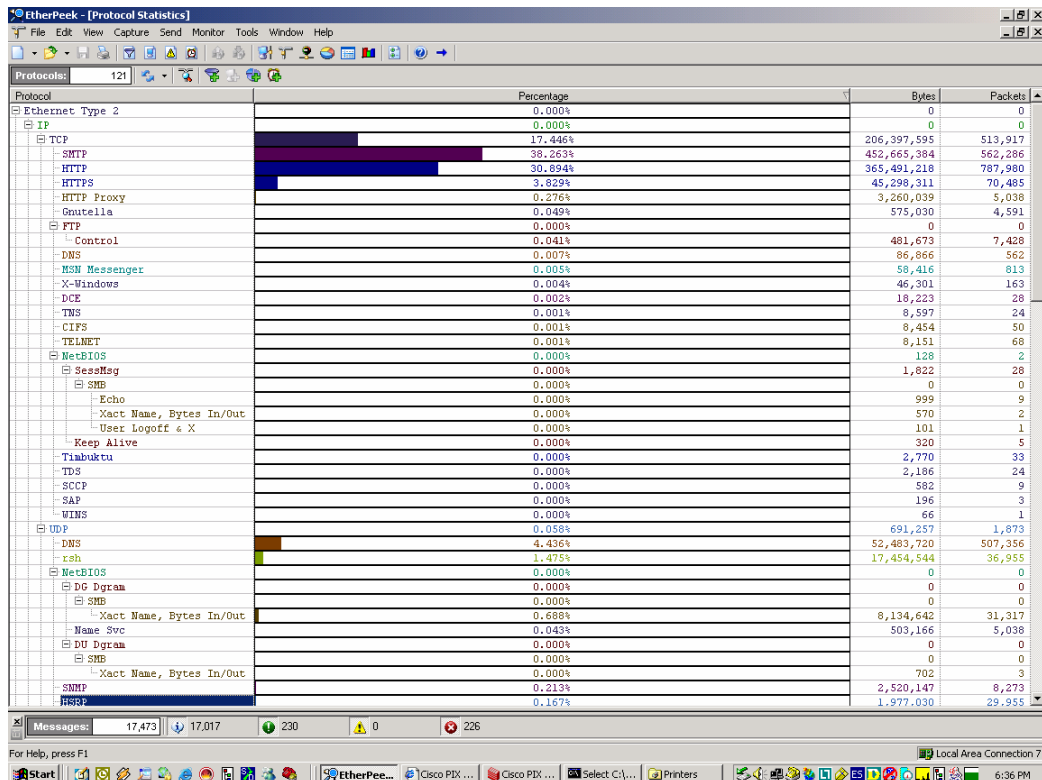 EtherPeek - [Protocol Statistics]
File Edit View Capture Send Monitor Tools Window Help
Protocols: 121
Protocol Percentage Bytes Packets
Ethernet Type 2 0.000% 0 0
IP 0.000% 0 0
TCP 17.446% 206,397,595 513,917
SMTP 38.263% 452,665,384 562,286
HTTP 30.894% 365,491,218 787,980
HTTPS 3.829% 45,298,311 70,485
HTTP Proxy 0.276% 3,260,039 5,038
Gnutella 0.049% 575,030 4,591
FTP 0.000% 0 0
Control 0.041% 481,673 7,428
DNS 0.007% 86,866 562
MSN Messenger 0.005% 58,416 813
X-Windows 0.004% 46,301 163
DCE 0.002% 18,223 28
TNS 0.001% 8,597 24
CIFS 0.001% 8,454 50
TELNET 0.001% 8,151 68
NetBIOS 0.000% 128 2
SessMsg 0.000% 1,822 28
SMB 0.000% 0 0
Echo 0.000% 999 9
Xact Name, Bytes In/Out 0.000% 570 2
User Logoff & X 0.000% 101 1
Keep Alive 0.000% 320 5
Timbuktu 0.000% 2,770 33
TDS 0.000% 2,186 24
SCCP 0.000% 582 9
SAP 0.000% 196 3
WINS 0.000% 66 1
UDP 0.058% 691,257 1,873
DNS 4.436% 52,483,720 507,356
rsh 1.475% 17,454,544 36,955
NetBIOS 0.000% 0 0
DG Dgram 0.000% 0 0
SMB 0.000% 0 0
Xact Name, Bytes In/Out 0.688% 8,134,642 31,317
Name Svc 0.043% 503,166 5,038
DU Dgram 0.000% 0 0
SMB 0.000% 0 0
Xact Name, Bytes In/Out 0.000% 702 3
SNMP 0.213% 2,520,147 8,273
HSRP 0.167% 1,977,030 29,955
Messages: 17,473 17,017 230 0 226
For Help, press F1 Local Area Connection 7
Start EtherPee... Cisco PIX ... Cisco PIX ... Select C:\... Printers ES 6:36 PM